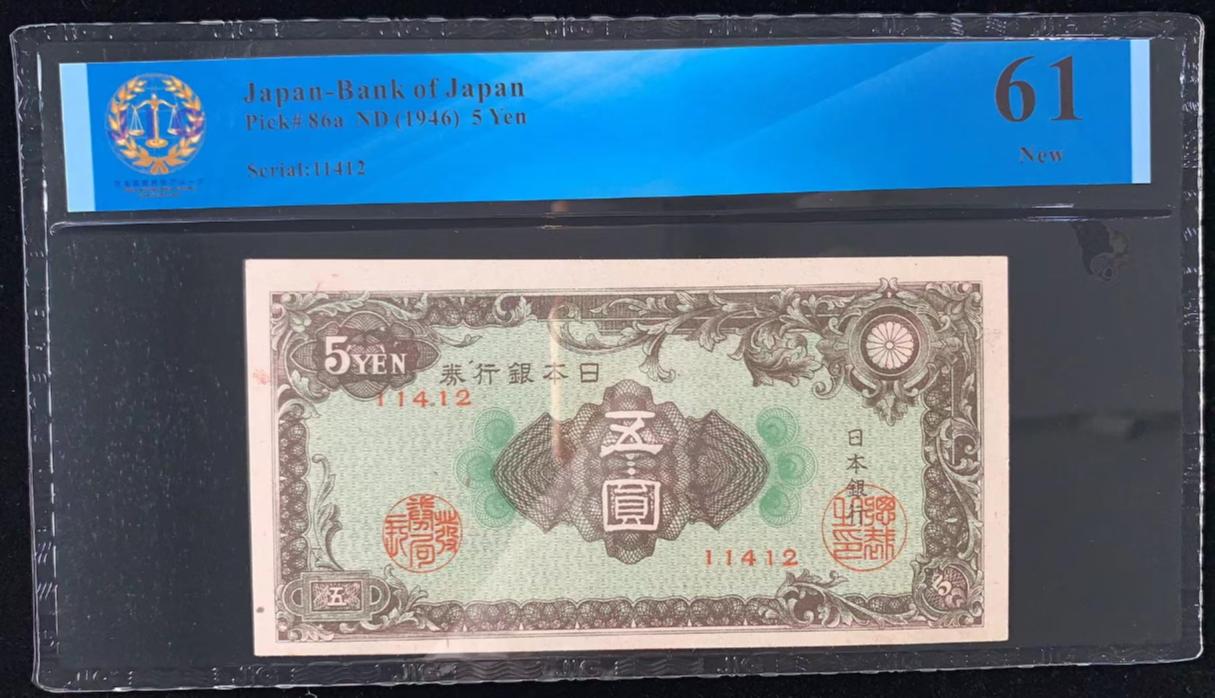 Japan-Bank of Japan
Pick# 86a ND (1946) 5 Yen
Serial:11412
61
New
5 YEN
券行銀本日
11412
五圓
日本銀行
11412
五
5